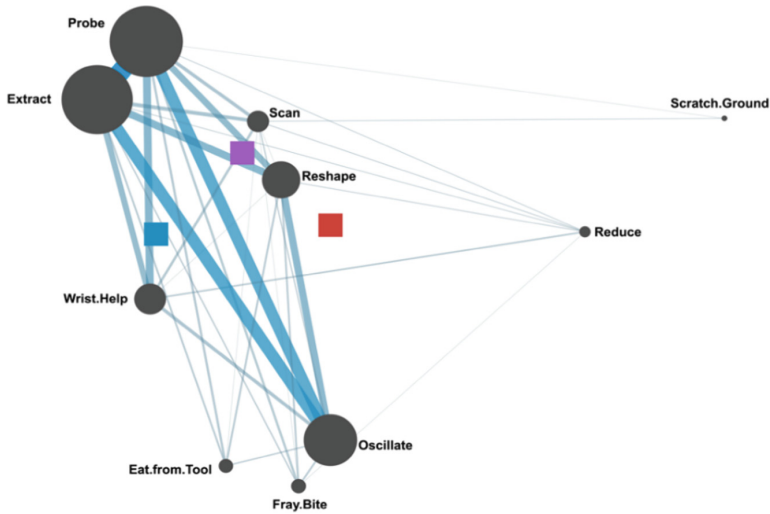 Probe
Extract
Scan
Scratch.Ground
Reshape
Reduce
Wrist.Help
Oscillate
Eat.from.Tool
Fray.Bite